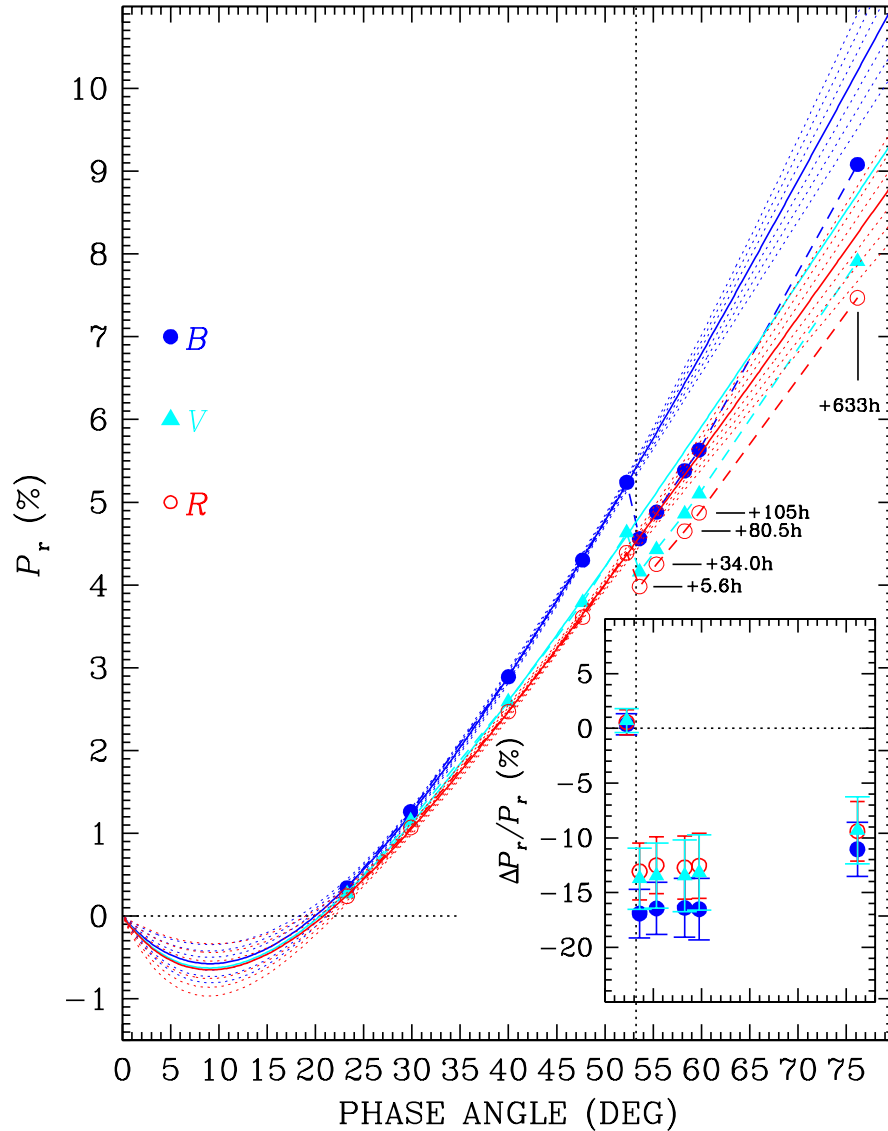 10
9
8
7
6
5
4
3
2
1
0
−1
P_r (%)
B
V
R
+633h
+105h
+80.5h
+34.0h
+5.6h
5
0
−5
−10
−15
−20
ΔP_r/P_r (%)
0 5 10 15 20 25 30 35 40 45 50 55 60 65 70 75
PHASE ANGLE (DEG)